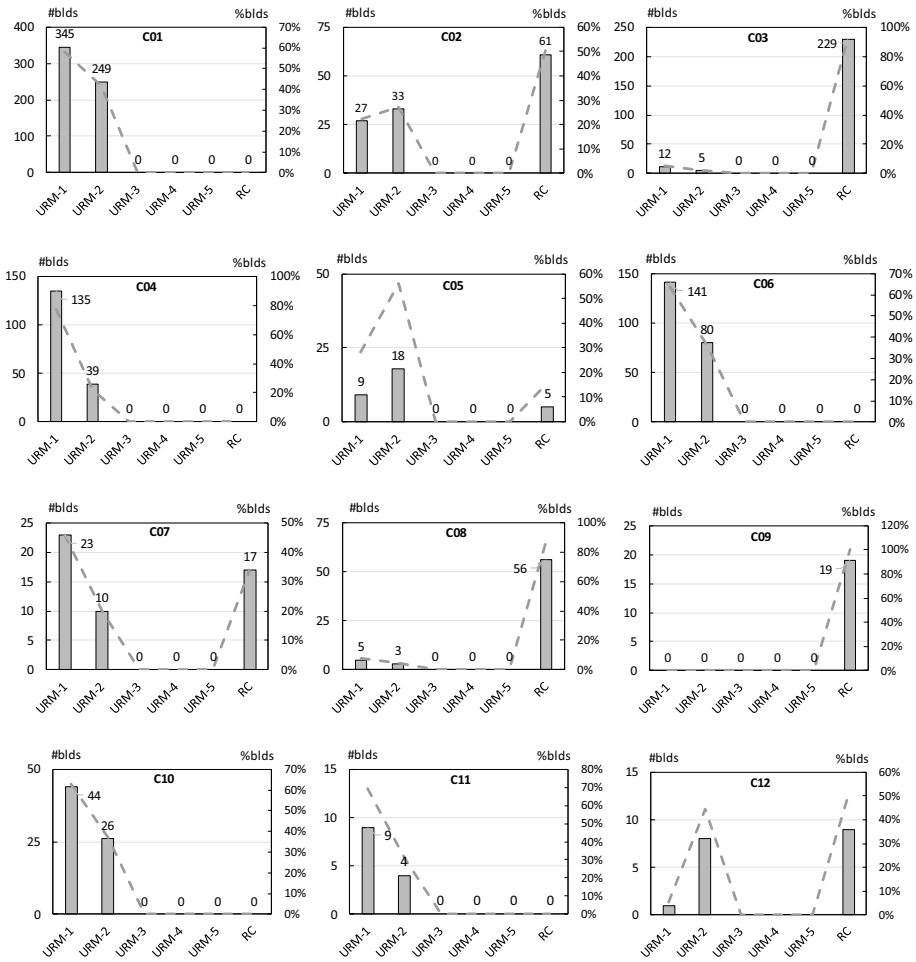 #blds %blds #blds %blds #blds %blds
C01 C02 C03
400 300 200 100 0
345 249 0 0 0 0
70% 60% 50% 40% 30% 20% 10% 0%
URM-1 URM-2 URM-3 URM-4 URM-5 RC
75 50 25 0
27 33 0 0 0 61
60% 50% 40% 30% 20% 10% 0%
URM-1 URM-2 URM-3 URM-4 URM-5 RC
250 200 150 100 50 0
12 5 0 0 0 229
100% 80% 60% 40% 20% 0%
URM-1 URM-2 URM-3 URM-4 URM-5 RC
#blds %blds #blds %blds #blds %blds
C04 C05 C06
150 100 50 0
135 39 0 0 0 0
100% 80% 60% 40% 20% 0%
URM-1 URM-2 URM-3 URM-4 URM-5 RC
50 25 0
9 18 0 0 0 5
60% 50% 40% 30% 20% 10% 0%
URM-1 URM-2 URM-3 URM-4 URM-5 RC
150 100 50 0
141 80 0 0 0 0
70% 60% 50% 40% 30% 20% 10% 0%
URM-1 URM-2 URM-3 URM-4 URM-5 RC
#blds %blds #blds %blds #blds %blds
C07 C08 C09
25 20 15 10 5 0
23 10 0 0 0 17
50% 40% 30% 20% 10% 0%
URM-1 URM-2 URM-3 URM-4 URM-5 RC
75 50 25 0
5 3 0 0 0 56
100% 80% 60% 40% 20% 0%
URM-1 URM-2 URM-3 URM-4 URM-5 RC
25 20 15 10 5 0
0 0 0 0 0 19
120% 100% 80% 60% 40% 20% 0%
URM-1 URM-2 URM-3 URM-4 URM-5 RC
#blds %blds #blds %blds #blds %blds
C10 C11 C12
50 25 0
44 26 0 0 0 0
70% 60% 50% 40% 30% 20% 10% 0%
URM-1 URM-2 URM-3 URM-4 URM-5 RC
15 10 5 0
9 4 0 0 0 0
80% 70% 60% 50% 40% 30% 20% 10% 0%
URM-1 URM-2 URM-3 URM-4 URM-5 RC
15 10 5 0
60% 50% 40% 30% 20% 10% 0%
URM-1 URM-2 URM-3 URM-4 URM-5 RC